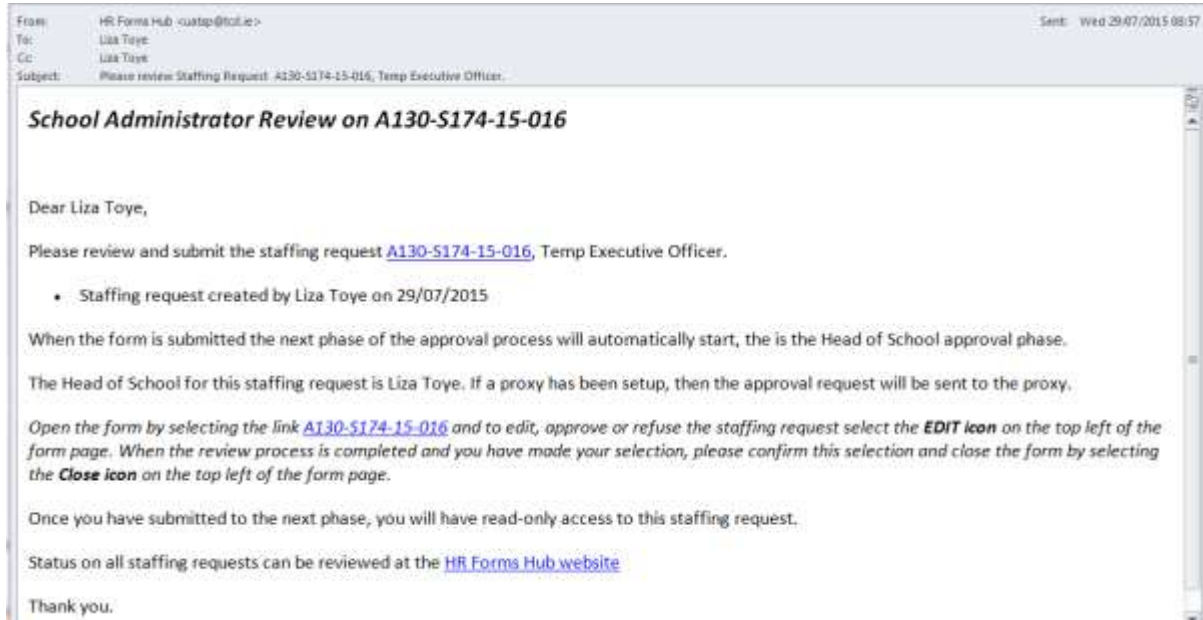 From: HR Forms Hub <uatsp@tcd.ie> Sent: Wed 29/07/2015 08:57
To: Liza Toye
Cc: Liza Toye
Subject: Please review Staffing Request A130-S174-15-016, Temp Executive Officer.
School Administrator Review on A130-S174-15-016
Dear Liza Toye,
Please review and submit the staffing request A130-S174-15-016, Temp Executive Officer.
• Staffing request created by Liza Toye on 29/07/2015
When the form is submitted the next phase of the approval process will automatically start, the is the Head of School approval phase.
The Head of School for this staffing request is Liza Toye. If a proxy has been setup, then the approval request will be sent to the proxy.
Open the form by selecting the link A130-S174-15-016 and to edit, approve or refuse the staffing request select the EDIT icon on the top left of the
form page. When the review process is completed and you have made your selection, please confirm this selection and close the form by selecting
the Close icon on the top left of the form page.
Once you have submitted to the next phase, you will have read-only access to this staffing request.
Status on all staffing requests can be reviewed at the HR Forms Hub website
Thank you.